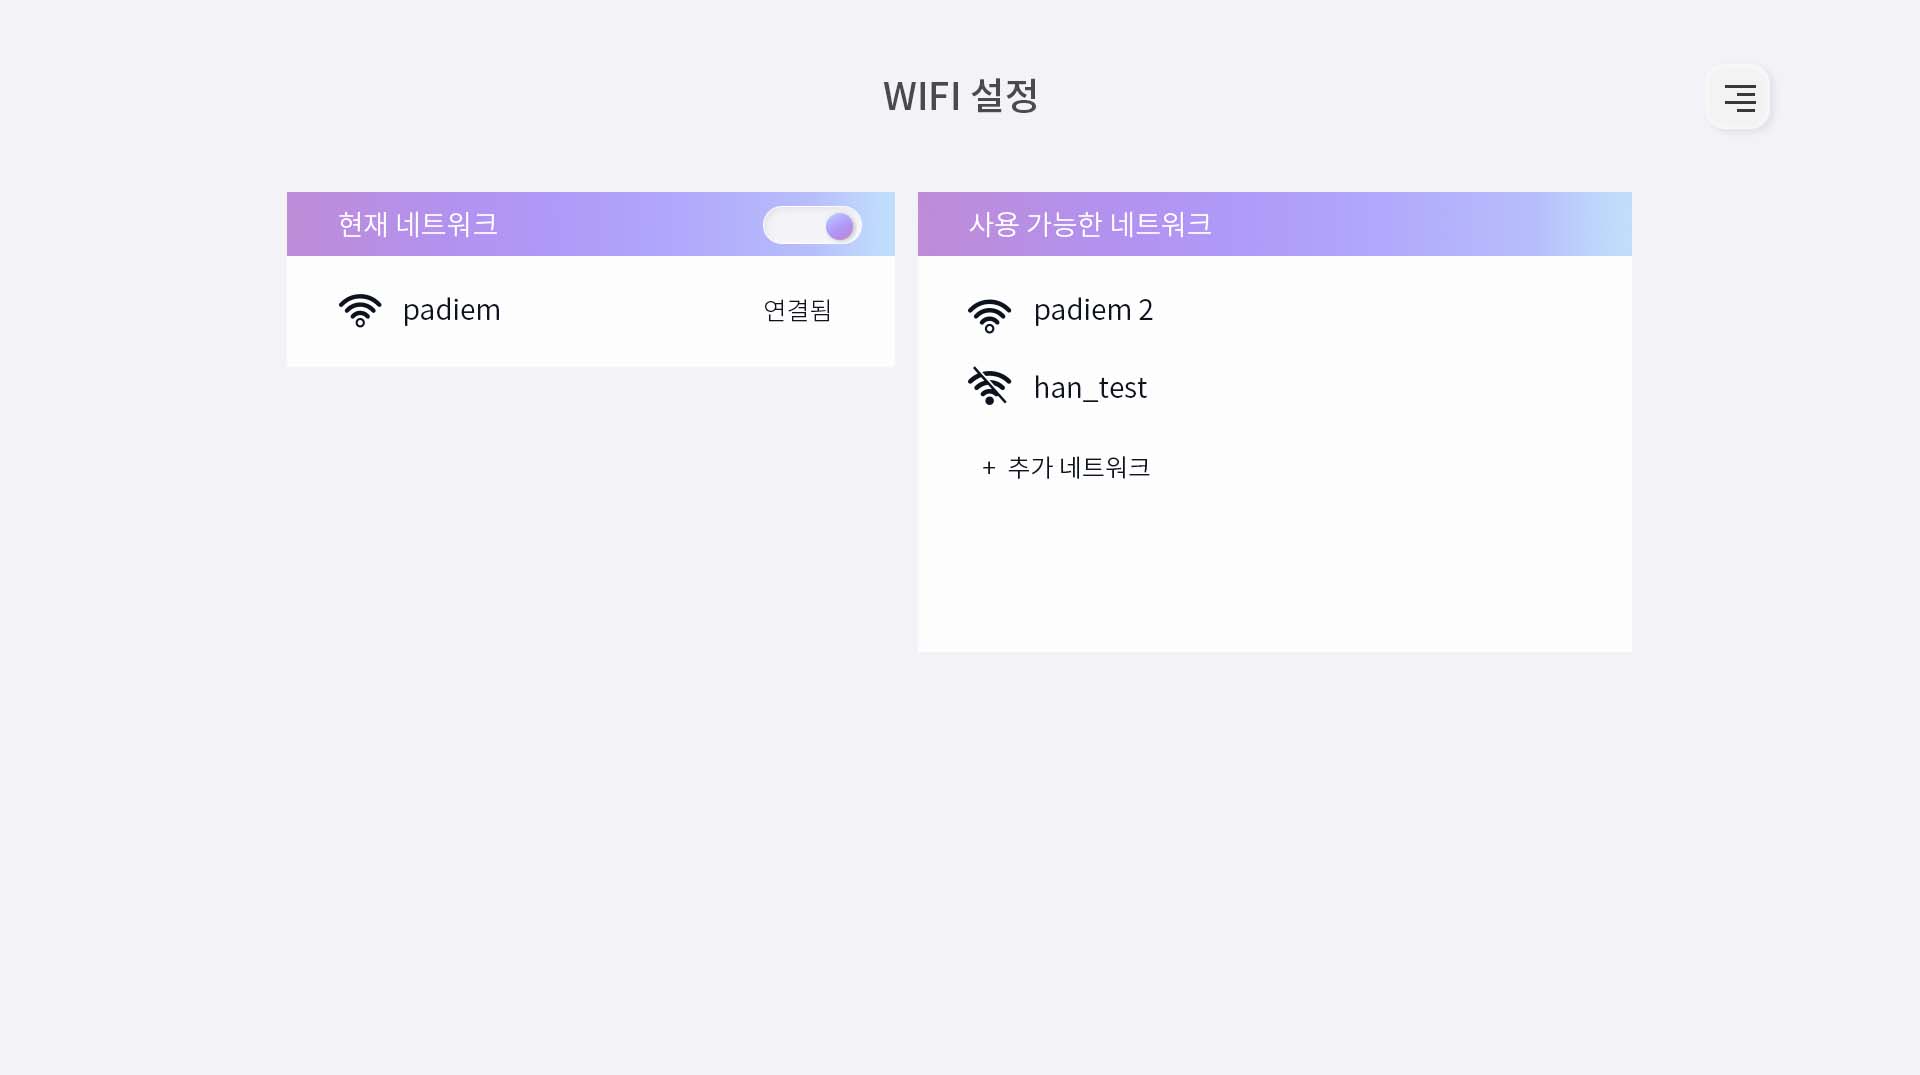 WIFI 설정
현재 네트워크
padiem
연결됨
사용 가능한 네트워크
padiem 2
han_test
+ 추가 네트워크